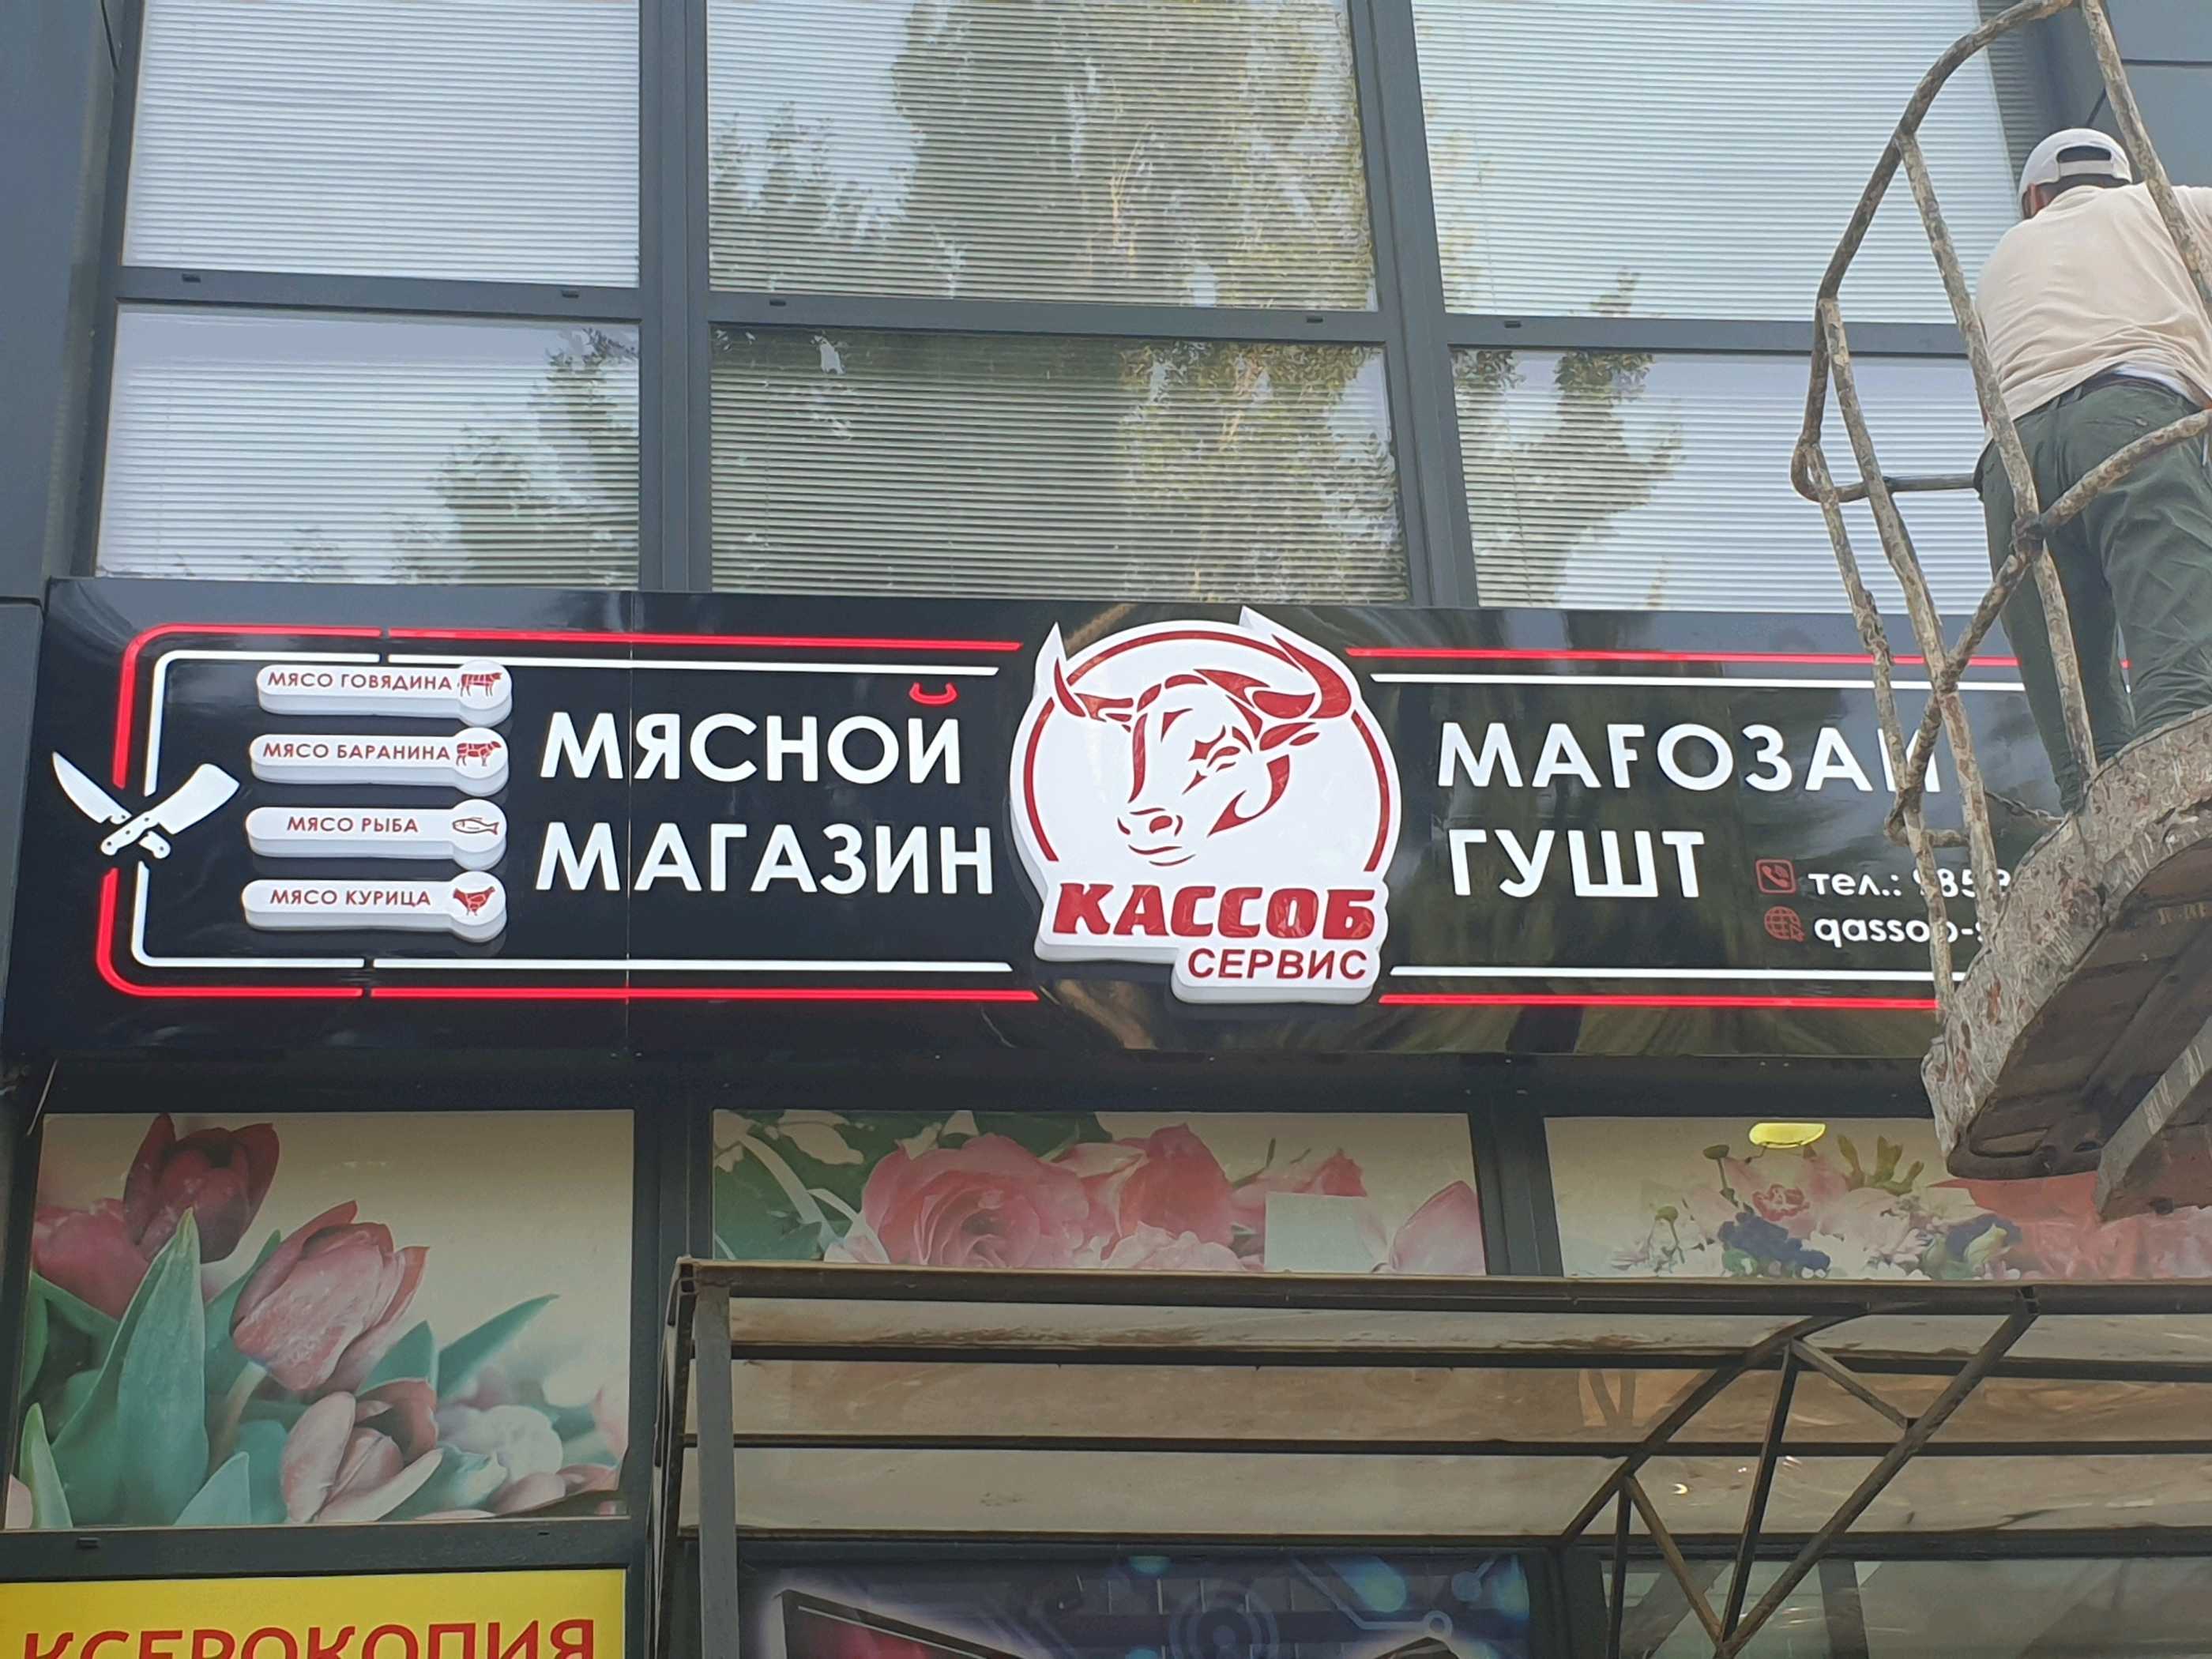 МЯСО ГОВЯДИНА
МЯСО БАРАНИНА
МЯСО РЫБА
МЯСО КУРИЦА
МЯСНОЙ
МАГАЗИН
КАССОБ
СЕРВИС
МАҒОЗАИ
ГУШТ
тел.:
КСЕРОКОПИЯ